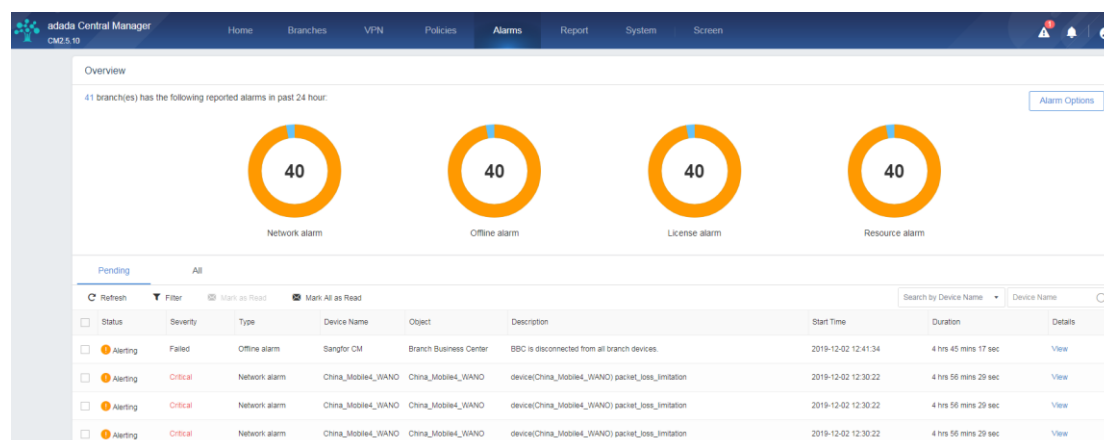 adada Central Manager
CM2.5.10
Home Branches VPN Policies Alarms Report System Screen
1
Overview
41 branch(es) has the following reported alarms in past 24 hour:
Alarm Options
40 40 40 40
Network alarm Offline alarm License alarm Resource alarm
Pending All
Refresh Filter Mark as Read Mark All as Read Search by Device Name Device Name
Status Severity Type Device Name Object Description Start Time Duration Details
Alerting Failed Offline alarm Sangfor CM Branch Business Center BBC is disconnected from all branch devices. 2019-12-02 12:41:34 4 hrs 45 mins 17 sec View
Alerting Critical Network alarm China_Mobile4_WANO China_Mobile4_WANO device(China_Mobile4_WANO) packet_loss_limitation 2019-12-02 12:30:22 4 hrs 56 mins 29 sec View
Alerting Critical Network alarm China_Mobile4_WANO China_Mobile4_WANO device(China_Mobile4_WANO) packet_loss_limitation 2019-12-02 12:30:22 4 hrs 56 mins 29 sec View
Alerting Critical Network alarm China_Mobile4_WANO China_Mobile4_WANO device(China_Mobile4_WANO) packet_loss_limitation 2019-12-02 12:30:22 4 hrs 56 mins 29 sec View